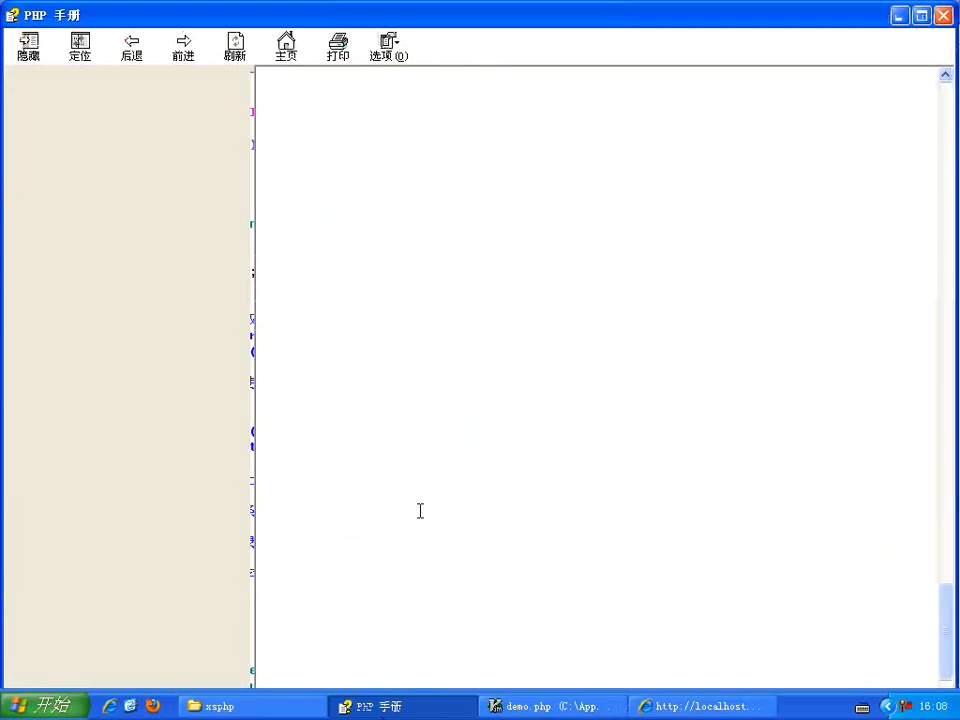 PHP 手册
隐藏 定位 后退 前进 刷新 主页 打印 选项(O)
开始 xsphp PHP 手册 demo.php (C:\App. http://localhost... 16:08